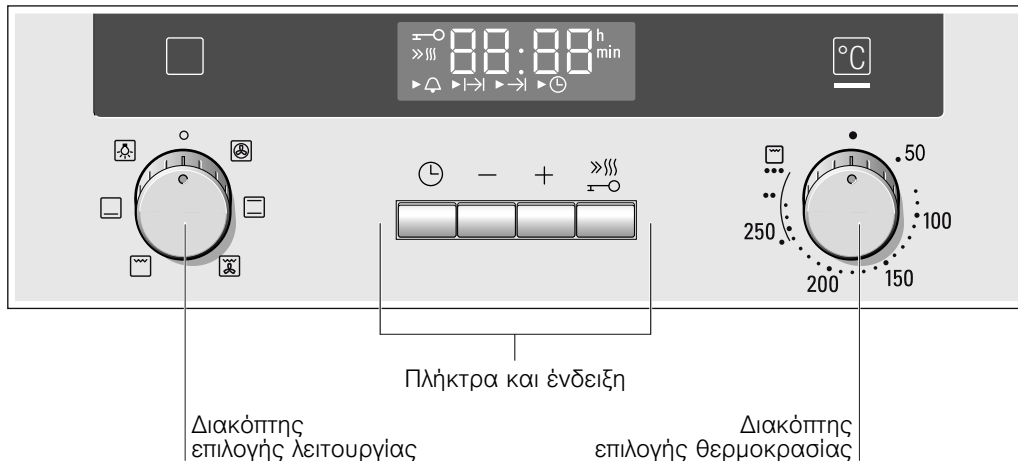 88:88 h
min
°C
50
100
150
200
250
− +
Πλήκτρα και ένδειξη
Διακόπτης
επιλογής λειτουργίας
Διακόπτης
επιλογής θερμοκρασίας